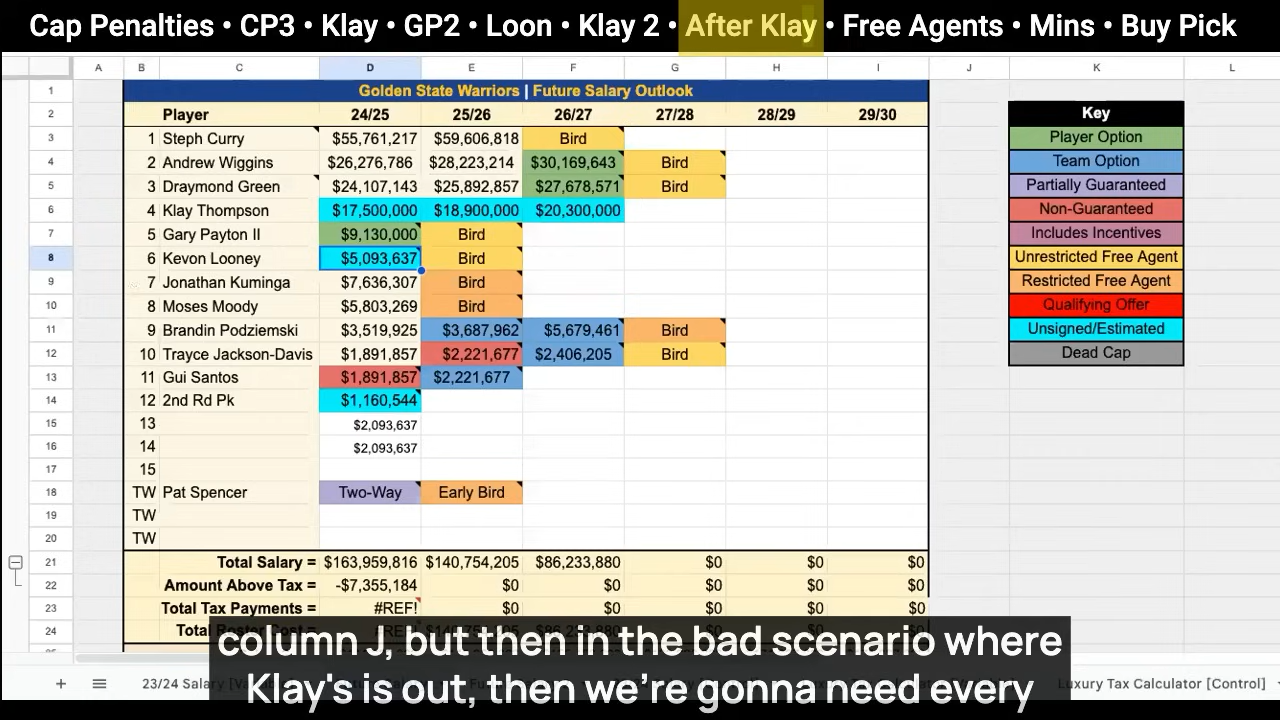 Cap Penalties • CP3 • Klay • GP2 • Loon • Klay 2 • After Klay • Free Agents • Mins • Buy Pick
A B C D E F G H I J K L
1 Golden State Warriors | Future Salary Outlook
2 Player 24/25 25/26 26/27 27/28 28/29 29/30 Key
3 1 Steph Curry $55,761,217 $59,606,818 Bird Player Option
4 2 Andrew Wiggins $26,276,786 $28,223,214 $30,169,643 Bird Team Option
5 3 Draymond Green $24,107,143 $25,892,857 $27,678,571 Bird Partially Guaranteed
6 4 Klay Thompson $17,500,000 $18,900,000 $20,300,000 Non-Guaranteed
7 5 Gary Payton II $9,130,000 Bird Includes Incentives
8 6 Kevon Looney $5,093,637 Bird Unrestricted Free Agent
9 7 Jonathan Kuminga $7,636,307 Bird Restricted Free Agent
10 8 Moses Moody $5,803,269 Bird Qualifying Offer
11 9 Brandin Podziemski $3,519,925 $3,687,962 $5,679,461 Bird Unsigned/Estimated
12 10 Trayce Jackson-Davis $1,891,857 $2,221,677 $2,406,205 Bird Dead Cap
13 11 Gui Santos $1,891,857 $2,221,677
14 12 2nd Rd Pk $1,160,544
15 13 $2,093,637
16 14 $2,093,637
17 15
18 TW Pat Spencer Two-Way Early Bird
19 TW
20 TW
21 Total Salary = $163,959,816 $140,754,205 $86,233,880 $0 $0 $0
22 Amount Above Tax = -$7,355,184 $0 $0 $0 $0 $0
23 Total Tax Payments = #REF! $0 $0 $0 $0 $0
24
column J, but then in the bad scenario where
Klay's is out, then we're gonna need every
23/24 Salary Luxury Tax Calculator [Control]